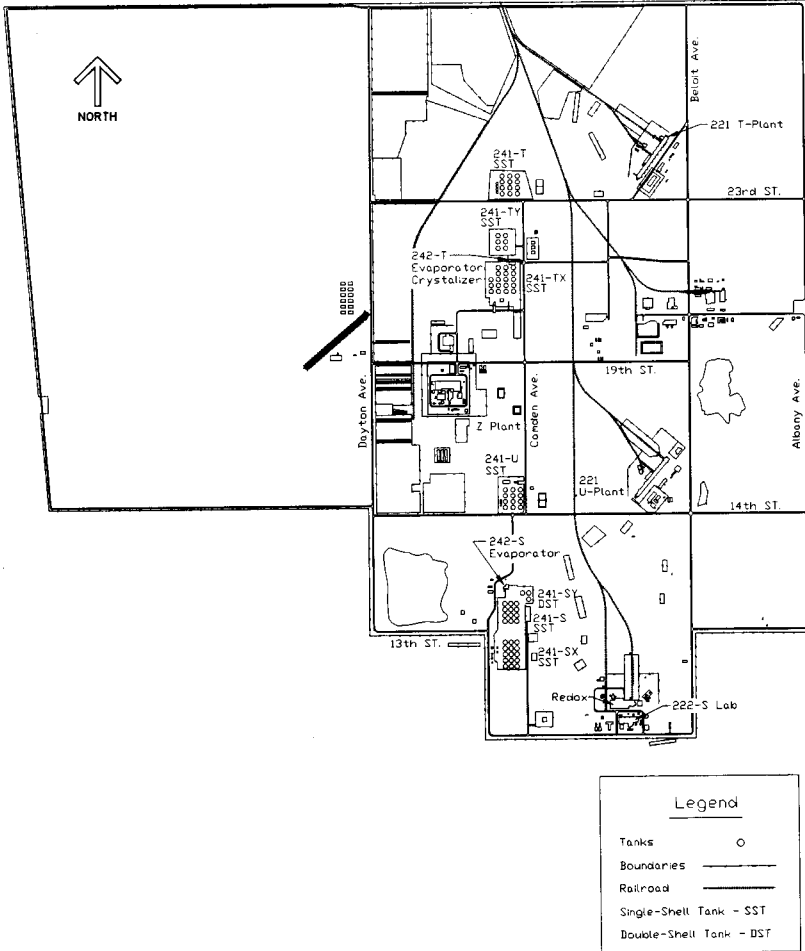 NORTH
Beloit Ave.
221 T-Plant
241-T
SST
23rd ST.
241-TY
SST
242-T
Evaporator
Crystalizer
241-TX
SST
19th ST.
Dayton Ave.
Camden Ave.
Albany Ave.
Z Plant
241-U
SST
221
U-Plant
14th ST.
242-S
Evaporator
241-SY
DST
241-S
SST
13th ST.
241-SX
SST
Redox
222-S Lab
Legend
Tanks
Boundaries
Railroad
Single-Shell Tank - SST
Double-Shell Tank - DST